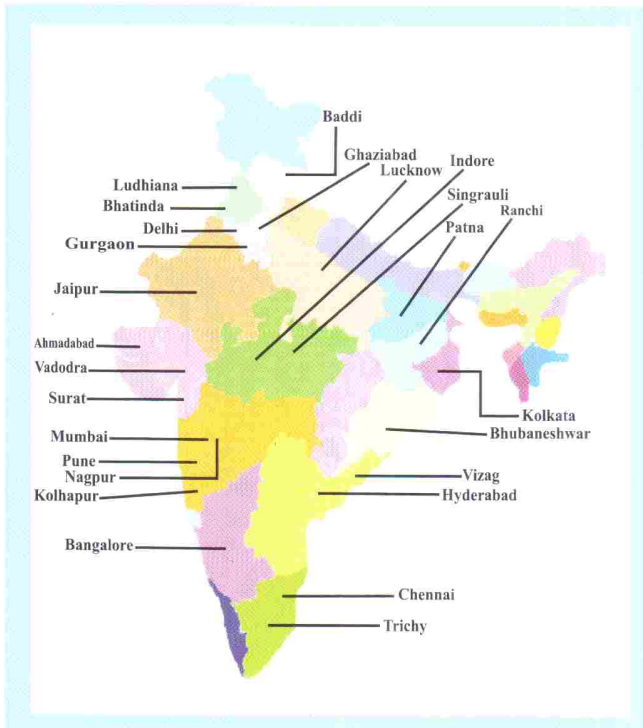 Baddi
Ghaziabad
Lucknow
Indore
Ludhiana
Singrauli
Bhatinda
Ranchi
Delhi
Patna
Gurgaon
Jaipur
Ahmadabad
Vadodra
Surat
Kolkata
Mumbai
Bhubaneshwar
Pune
Nagpur
Vizag
Kolhapur
Hyderabad
Bangalore
Chennai
Trichy